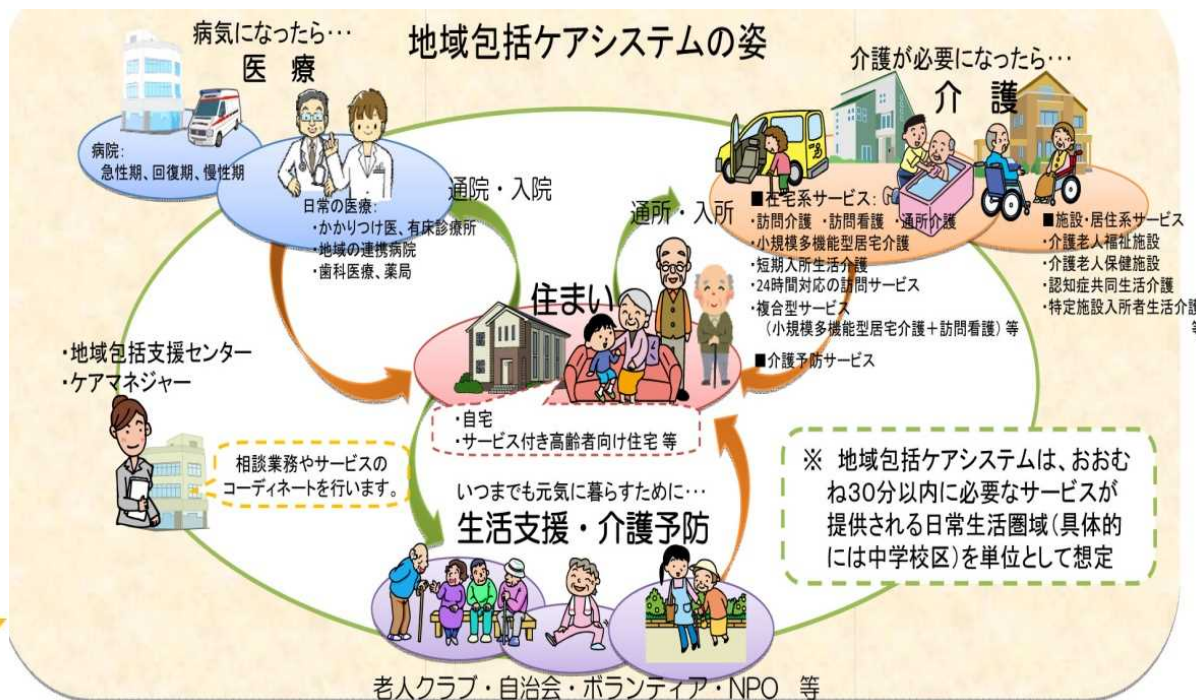 地域包括ケアシステムの姿
病気になったら･･･
医 療
病院:
急性期、回復期、慢性期
日常の医療:
・かかりつけ医、有床診療所
・地域の連携病院
・歯科医療、薬局
通院・入院
通所・入所
介護が必要になったら･･･
介 護
■在宅系サービス:
・訪問介護 ・訪問看護 ・通所介護
・小規模多機能型居宅介護
・短期入所生活介護
・24時間対応の訪問サービス
・複合型サービス
(小規模多機能型居宅介護+訪問看護)等
■介護予防サービス
■施設・居住系サービス
・介護老人福祉施設
・介護老人保健施設
・認知症共同生活介護
・特定施設入所者生活介護
等
住まい
・自宅
・サービス付き高齢者向け住宅 等
・地域包括支援センター
・ケアマネジャー
相談業務やサービスの
コーディネートを行います。
いつまでも元気に暮らすために･･･
生活支援・介護予防
老人クラブ・自治会・ボランティア・NPO 等
※ 地域包括ケアシステムは、おおむ
ね30分以内に必要なサービスが
提供される日常生活圏域(具体的
には中学校区)を単位として想定